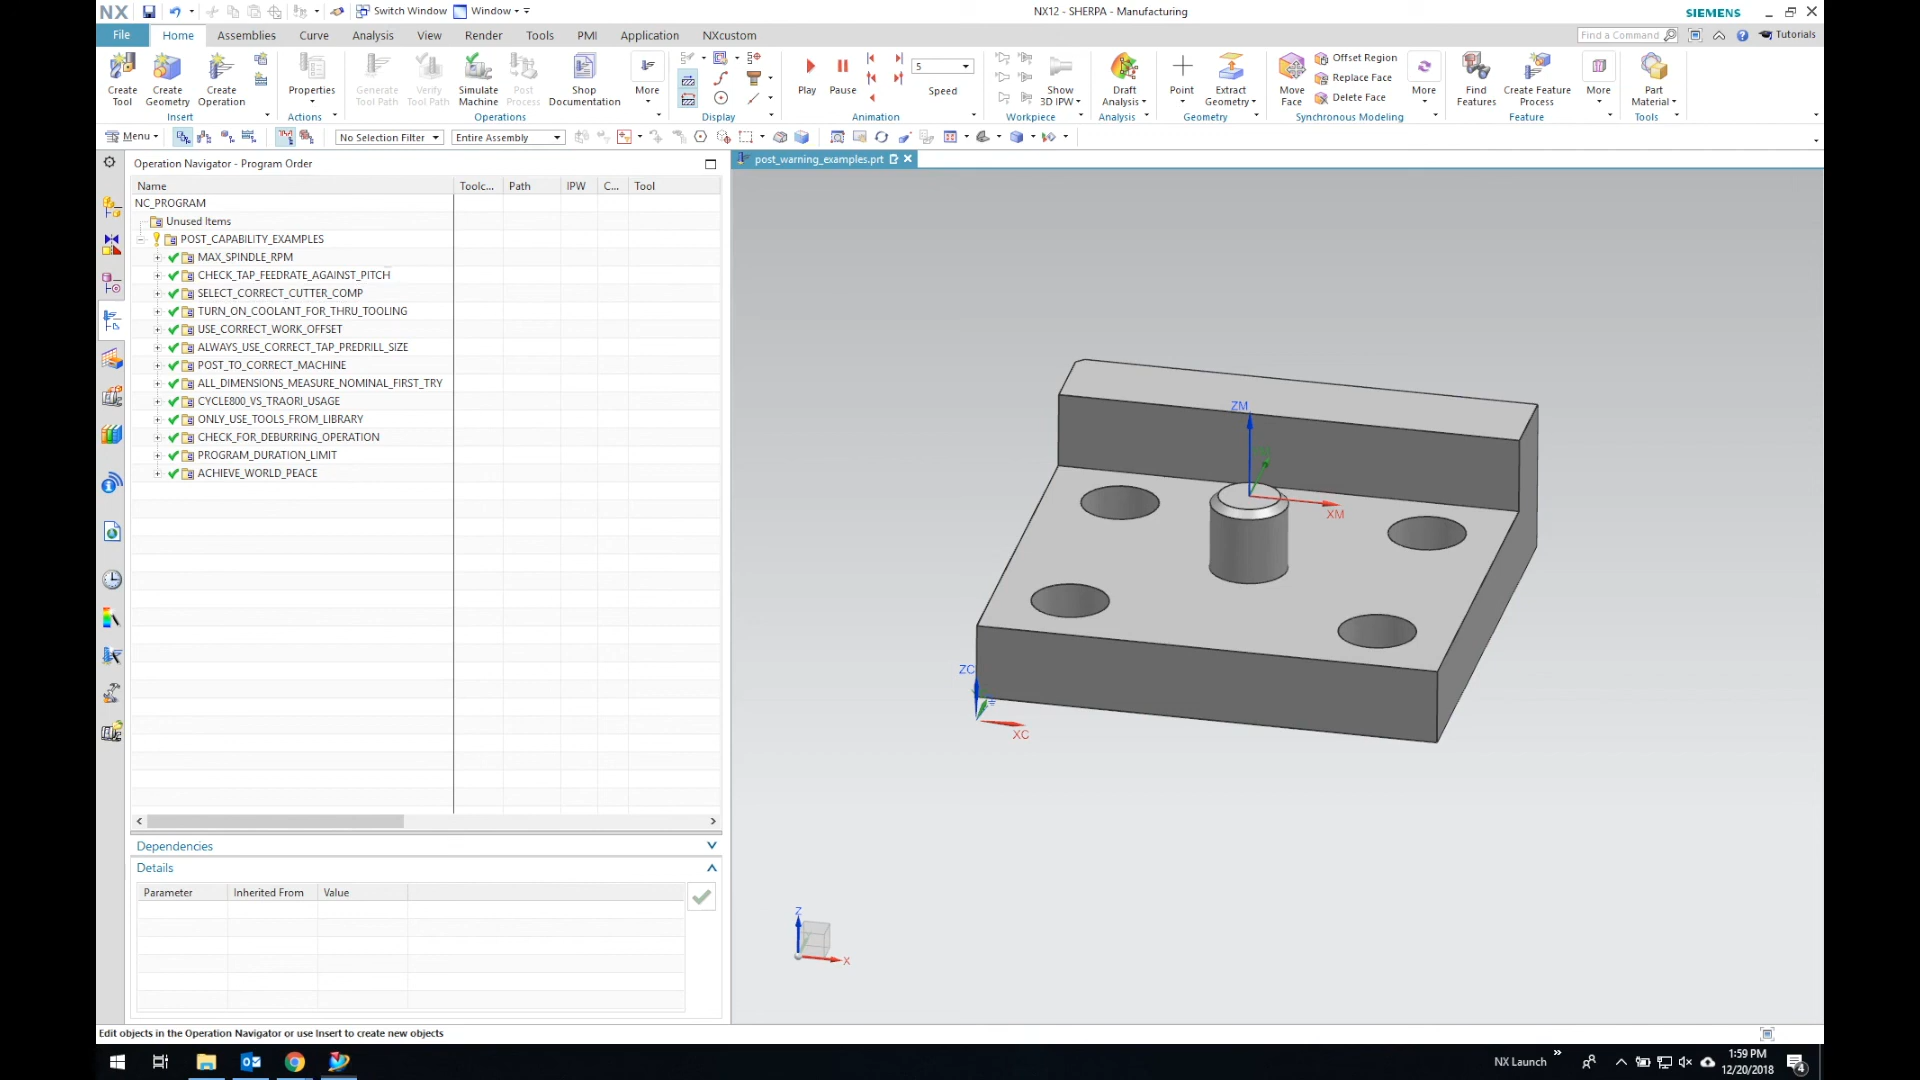 NX
Switch Window
Window
NX12 - SHERPA - Manufacturing
SIEMENS
File
Home
Assemblies
Curve
Analysis
View
Render
Tools
PMI
Application
NXcustom
Find a Command
Tutorials
Create Tool
Create Geometry
Create Operation
Properties
Generate Tool Path
Verify Tool Path
Simulate Machine
Post Process
Shop Documentation
More
Play
Pause
5
Speed
Show 3D IPW
Draft Analysis
Point
Extract Geometry
Move Face
Offset Region
Replace Face
Delete Face
More
Find Features
Create Feature Process
More
Part Material
Insert
Actions
Operations
Display
Animation
Workpiece
Analysis
Geometry
Synchronous Modeling
Feature
Tools
Menu
No Selection Filter
Entire Assembly
Operation Navigator - Program Order
post_warning_examples.prt
Name
Toolc...
Path
IPW
C...
Tool
NC_PROGRAM
Unused Items
POST_CAPABILITY_EXAMPLES
MAX_SPINDLE_RPM
CHECK_TAP_FEEDRATE_AGAINST_PITCH
SELECT_CORRECT_CUTTER_COMP
TURN_ON_COOLANT_FOR_THRU_TOOLING
USE_CORRECT_WORK_OFFSET
ALWAYS_USE_CORRECT_TAP_PREDRILL_SIZE
POST_TO_CORRECT_MACHINE
ALL_DIMENSIONS_MEASURE_NOMINAL_FIRST_TRY
CYCLE800_VS_TRAORI_USAGE
ONLY_USE_TOOLS_FROM_LIBRARY
CHECK_FOR_DEBURRING_OPERATION
PROGRAM_DURATION_LIMIT
ACHIEVE_WORLD_PEACE
ZM
XM
ZC
XC
Z
X
Dependencies
Details
Parameter
Inherited From
Value
Edit objects in the Operation Navigator or use Insert to create new objects
NX Launch
1:59 PM
12/20/2018
4